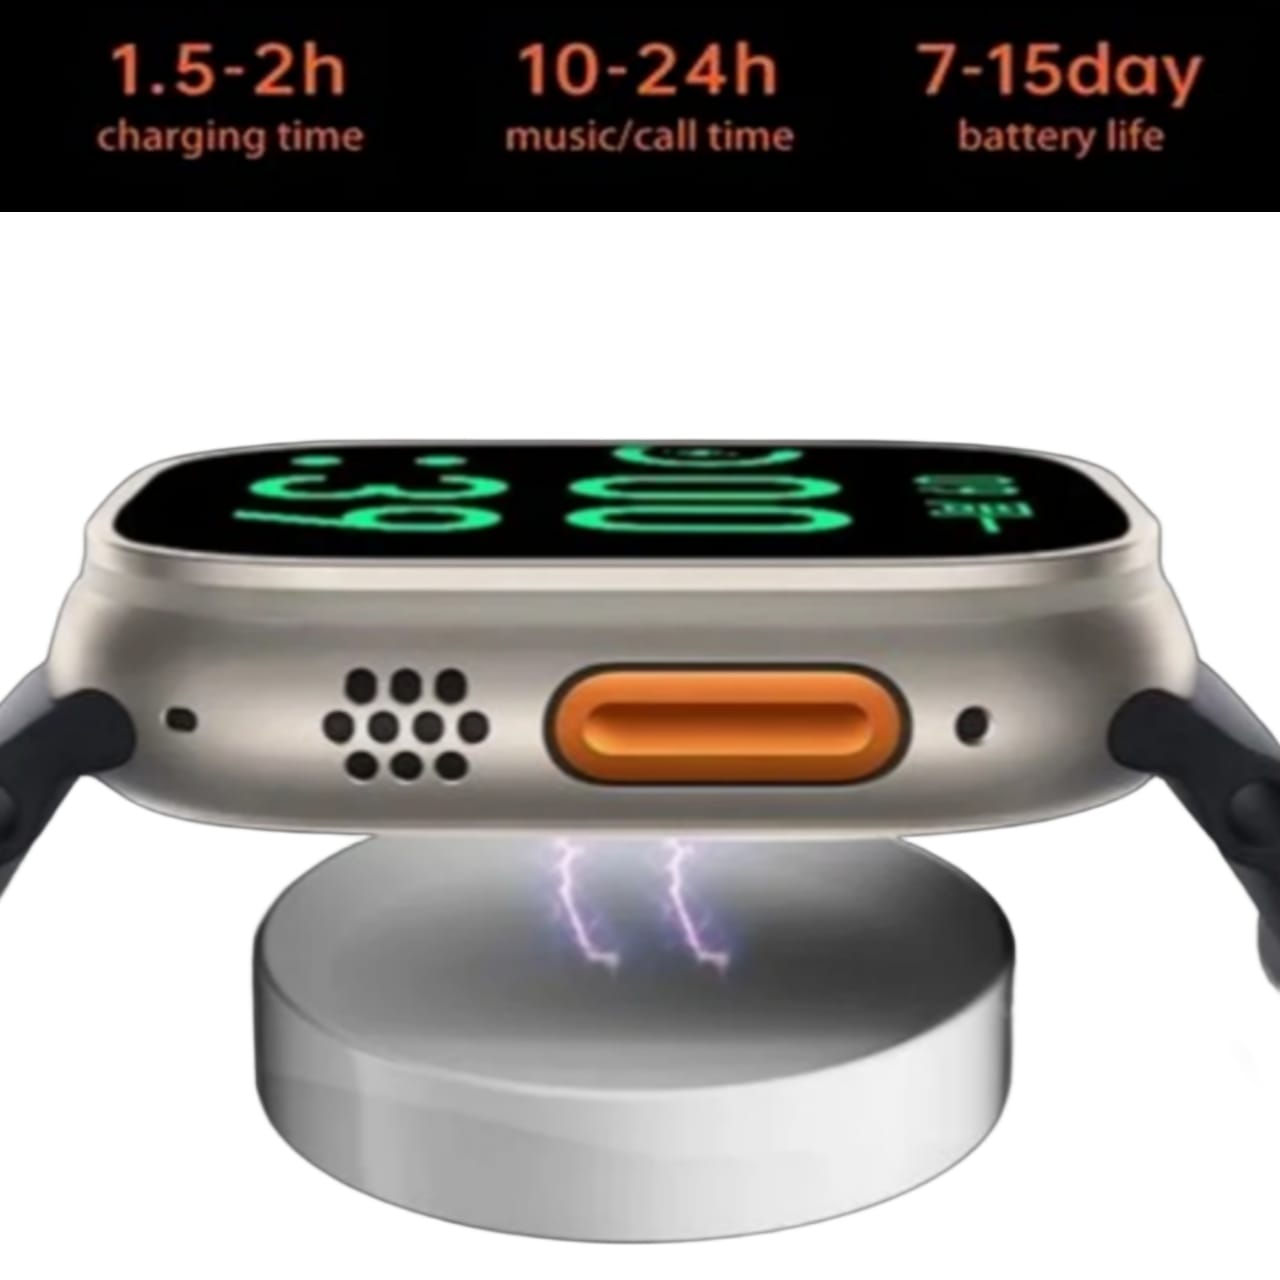 1.5-2h
charging time
10-24h
music/call time
7-15day
battery life